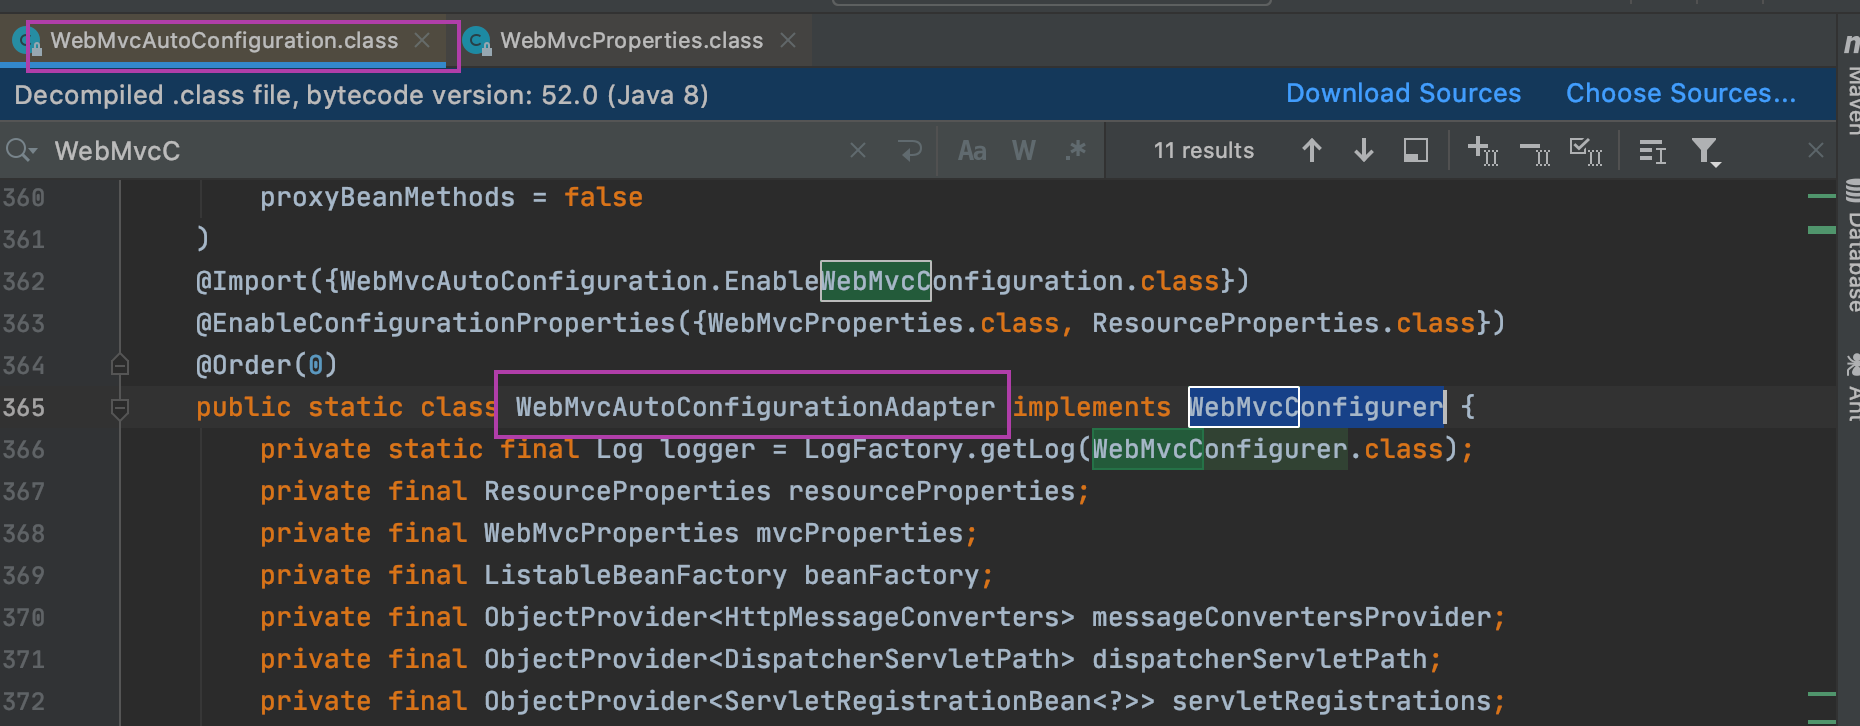 WebMvcAutoConfiguration.class WebMvcProperties.class
Decompiled .class file, bytecode version: 52.0 (Java 8) Download Sources Choose Sources...
WebMvcC Aa W .* 11 results
360 proxyBeanMethods = false
361 )
362 @Import({WebMvcAutoConfiguration.EnableWebMvcConfiguration.class})
363 @EnableConfigurationProperties({WebMvcProperties.class, ResourceProperties.class})
364 @Order(0)
365 public static class WebMvcAutoConfigurationAdapter implements WebMvcConfigurer {
366 private static final Log logger = LogFactory.getLog(WebMvcConfigurer.class);
367 private final ResourceProperties resourceProperties;
368 private final WebMvcProperties mvcProperties;
369 private final ListableBeanFactory beanFactory;
370 private final ObjectProvider<HttpMessageConverters> messageConvertersProvider;
371 private final ObjectProvider<DispatcherServletPath> dispatcherServletPath;
372 private final ObjectProvider<ServletRegistrationBean<?>> servletRegistrations;
Maven
Database
Ant